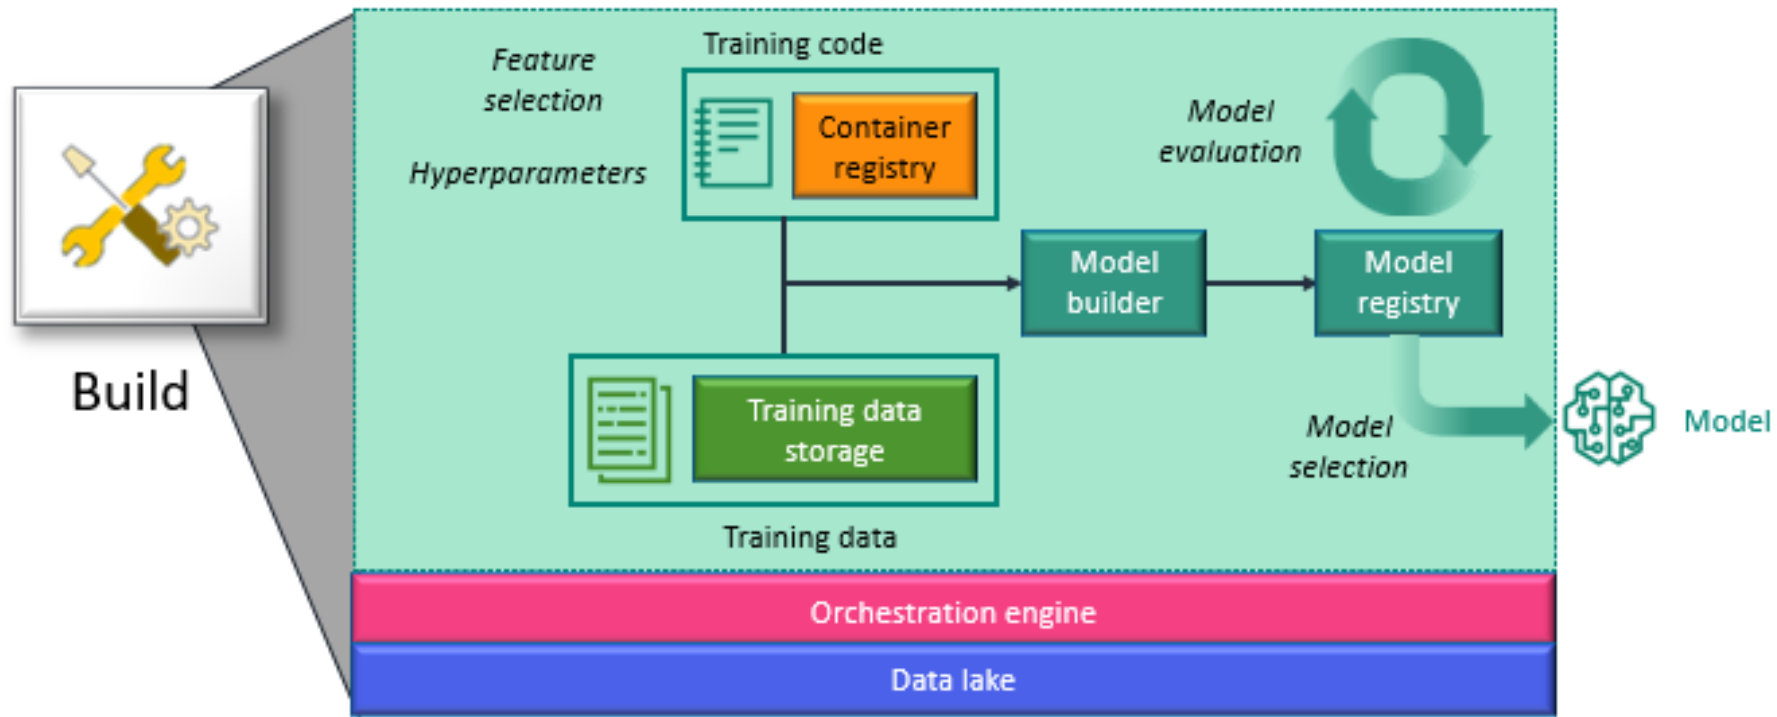 Training code
Feature
selection
Hyperparameters
Container
registry
Model
evaluation
Model
builder
Model
registry
Build
Training data
storage
Model
selection
Model
Training data
Orchestration engine
Data lake